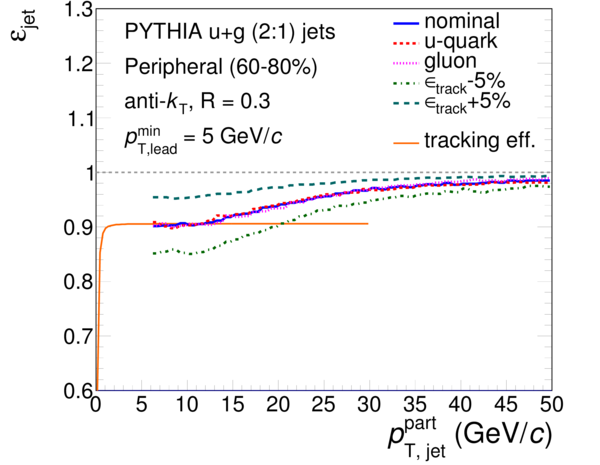 ε_jet
1.3
1.2
1.1
1
0.9
0.8
0.7
0.6
PYTHIA u+g (2:1) jets
Peripheral (60-80%)
anti-k_T, R = 0.3
p_T,lead^min = 5 GeV/c
nominal
u-quark
gluon
ϵ_track-5%
ϵ_track+5%
tracking eff.
0 5 10 15 20 25 30 35 40 45 50
p_T, jet^part (GeV/c)